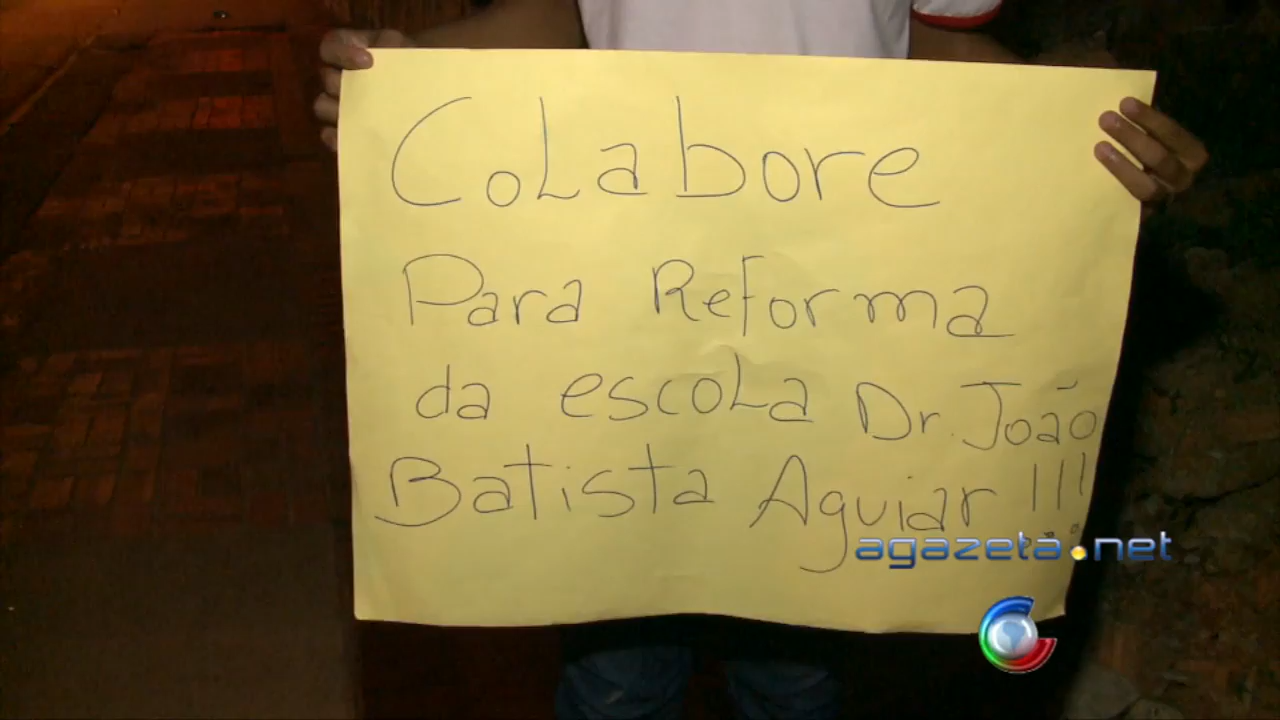 Colabore
Para Reforma
da escola Dr. João
Batista Aguiar !!!
agazeta.net